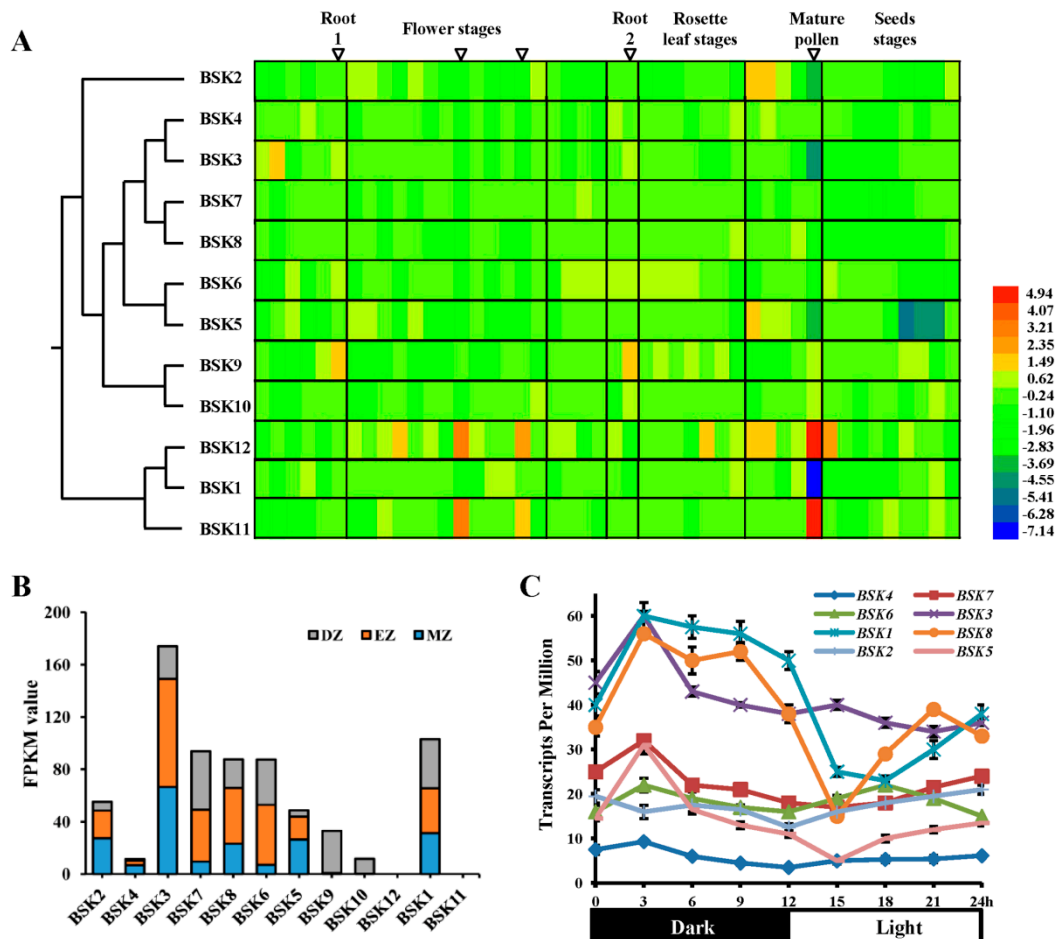 A
Root
1
Flower stages
Root
2
Rosette
leaf stages
Mature
pollen
Seeds
stages
BSK2
BSK4
BSK3
BSK7
BSK8
BSK6
BSK5
BSK9
BSK10
BSK12
BSK1
BSK11
4.94
4.07
3.21
2.35
1.49
0.62
-0.24
-1.10
-1.96
-2.83
-3.69
-4.55
-5.41
-6.28
-7.14
B
FPKM value
200
160
120
80
40
0
DZ EZ MZ
BSK2 BSK4 BSK3 BSK7 BSK8 BSK6 BSK5 BSK9 BSK10 BSK12 BSK1 BSK11
C
Transcripts Per Million
60
50
40
30
20
10
0
BSK4 BSK7
BSK6 BSK3
BSK1 BSK8
BSK2 BSK5
0 3 6 9 12 15 18 21 24h
Dark Light